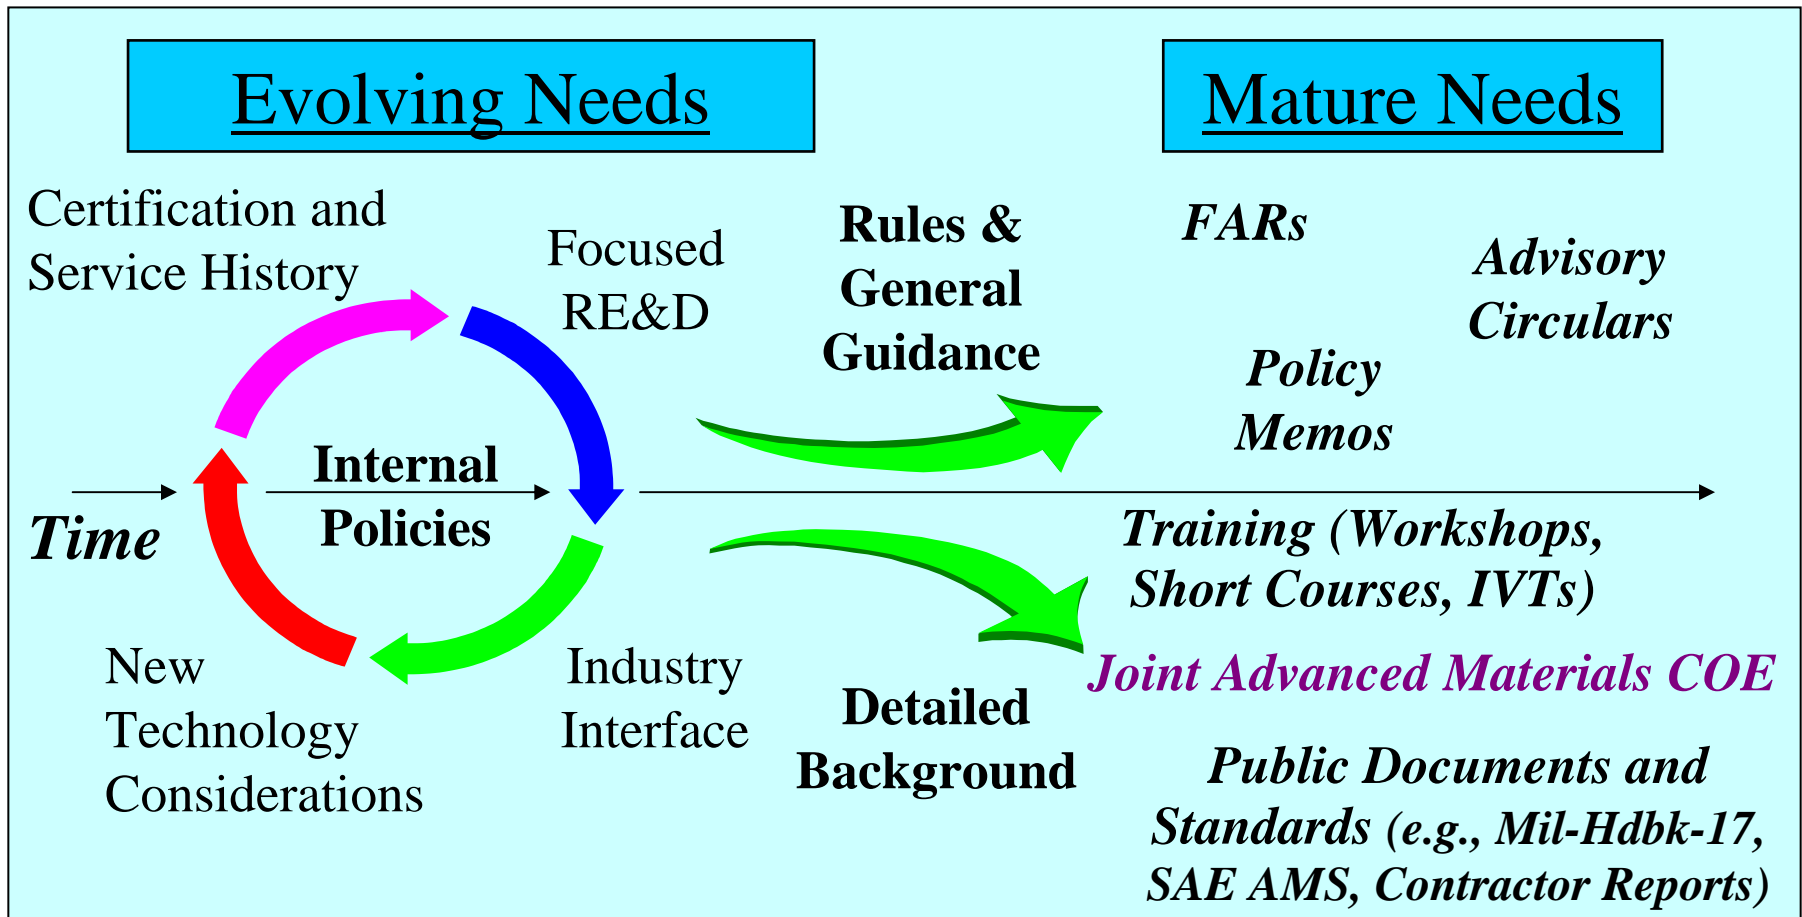 Evolving Needs
Mature Needs
Certification and
Service History
Focused
RE&D
Rules &
General
Guidance
FARs
Advisory
Circulars
Policy
Memos
Internal
Policies
Time
Training (Workshops,
Short Courses, IVTs)
New
Technology
Considerations
Industry
Interface
Detailed
Background
Joint Advanced Materials COE
Public Documents and
Standards (e.g., Mil-Hdbk-17,
SAE AMS, Contractor Reports)